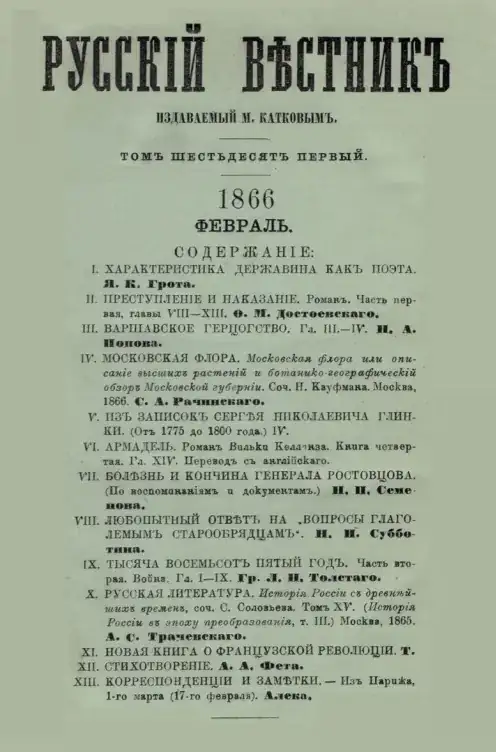 РУССКІЙ ВѢСТНИКЪ
ИЗДАВАЕМЫЙ М. КАТКОВЫМЪ.
ТОМЪ ШЕСТЬДЕСЯТЪ ПЕРВЫЙ.
1866
ФЕВРАЛЬ.
СОДЕРЖАНІЕ:
I. ХАРАКТЕРИСТИКА ДЕРЖАВИНА КАКЪ ПОЭТА.
Я. К. Грота.
II. ПРЕСТУПЛЕНІЕ И НАКАЗАНІЕ. Романъ. Часть пер-
вая, главы VIII—XIII. Ѳ. М. Достоевскаго.
III. ВАРШАВСКОЕ ГЕРЦОГСТВО. Гл. III.—IV. Н. А.
Попова.
IV. МОСКОВСКАЯ ФЛОРА. Московская флора или опи-
саніе высшихъ растеній и ботанико-географическій
обзоръ Московской губерніи. Соч. Н. Кауфмана. Москва,
1866. С. А. Рачинскаго.
V. ИЗЪ ЗАПИСОКЪ СЕРГѢЯ НИКОЛАЕВИЧА ГЛИН-
КИ. (Отъ 1775 до 1800 года.) IV.
VI. АРМАДЕЛЬ. Романъ Вильки Коллинза. Книга четвер-
тая. Гл. XIV. Переводъ съ англійскаго.
VII. БОЛѢЗНЬ И КОНЧИНА ГЕНЕРАЛА РОСТОВЦОВА.
(По воспоминаніямъ и документамъ.) П. П. Семе-
нова.
VIII. ЛЮБОПЫТНЫЙ ОТВѢТЪ НА „ВОПРОСЫ ГЛАГО-
ЛЕМЫМЪ СТАРООБРЯДЦАМЪ“. Н. И. Суббо-
тина.
IX. ТЫСЯЧА ВОСЕМЬСОТЪ ПЯТЫЙ ГОДЪ. Часть вто-
рая. Война. Гл. I—IX. Гр. Л. Н. Толстаго.
X. РУССКАЯ ЛИТЕРАТУРА. Исторія Россіи съ древнѣй-
шихъ временъ, соч. С. Соловьева. Томъ XV. (Исторія
Россіи въ эпоху преобразованія, т. III.) Москва, 1865.
А. С. Трачевскаго.
XI. НОВАЯ КНИГА О ФРАНЦУЗСКОЙ РЕВОЛЮЦІИ. Т.
XII. СТИХОТВОРЕНІЕ. А. А. Фета.
XIII. КОРРЕСПОНДЕНЦІИ И ЗАМѢТКИ. — Изъ Парижа,
1-го марта (17-го февраля). Алека.